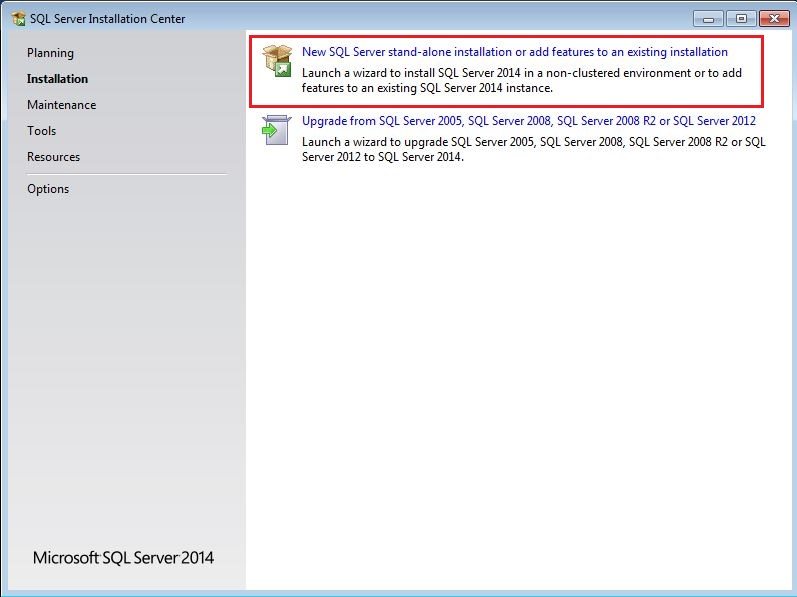 SQL Server Installation Center
Planning
Installation
Maintenance
Tools
Resources
Options
New SQL Server stand-alone installation or add features to an existing installation
Launch a wizard to install SQL Server 2014 in a non-clustered environment or to add
features to an existing SQL Server 2014 instance.
Upgrade from SQL Server 2005, SQL Server 2008, SQL Server 2008 R2 or SQL Server 2012
Launch a wizard to upgrade SQL Server 2005, SQL Server 2008, SQL Server 2008 R2 or SQL
Server 2012 to SQL Server 2014.
Microsoft SQL Server 2014